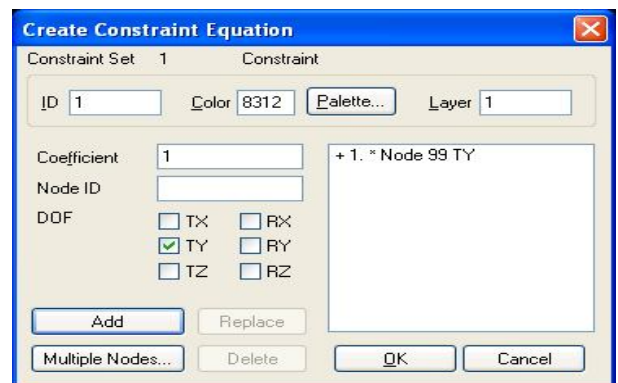 Create Constraint Equation
Constraint Set 1 Constraint
ID 1 Color 8312 Palette... Layer 1
Coefficient 1
+ 1. * Node 99 TY
Node ID
DOF TX RX
TY RY
TZ RZ
Add Replace
Multiple Nodes... Delete OK Cancel